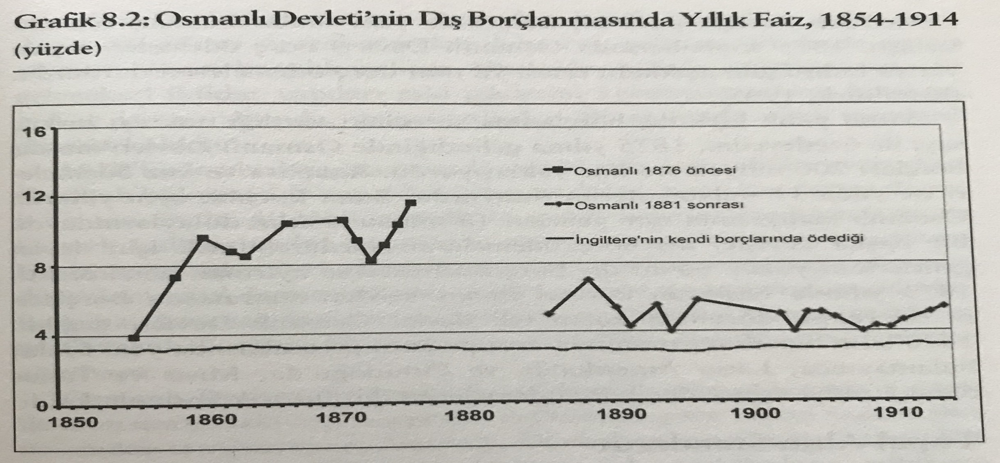 Grafik 8.2: Osmanlı Devleti’nin Dış Borçlanmasında Yıllık Faiz, 1854-1914
(yüzde)
16
12
8
4
0
Osmanlı 1876 öncesi
Osmanlı 1881 sonrası
İngiltere'nin kendi borçlarında ödediği
1850 1860 1870 1880 1890 1900 1910